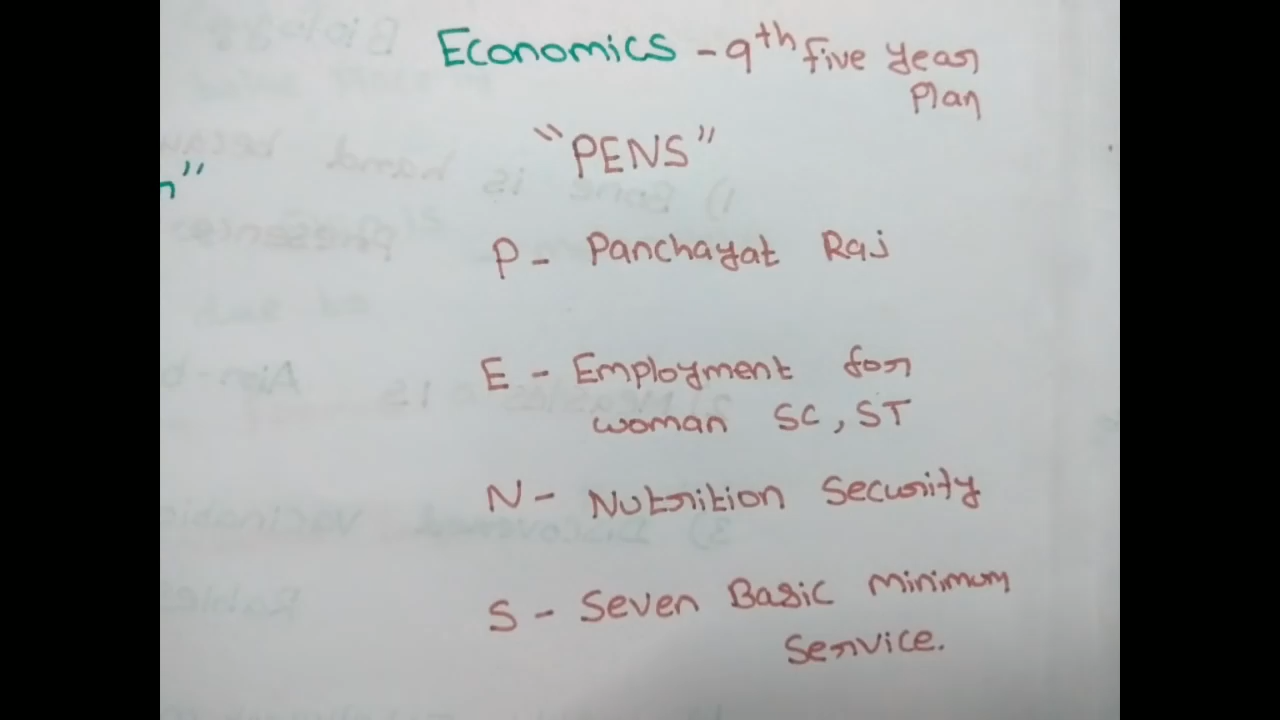 Economics - 9th five year
Plan
"PENS"
n"
P - Panchayat Raj
E - Employment for
woman SC, ST
N - Nutrition Security
S - Seven Basic minimum
Service.